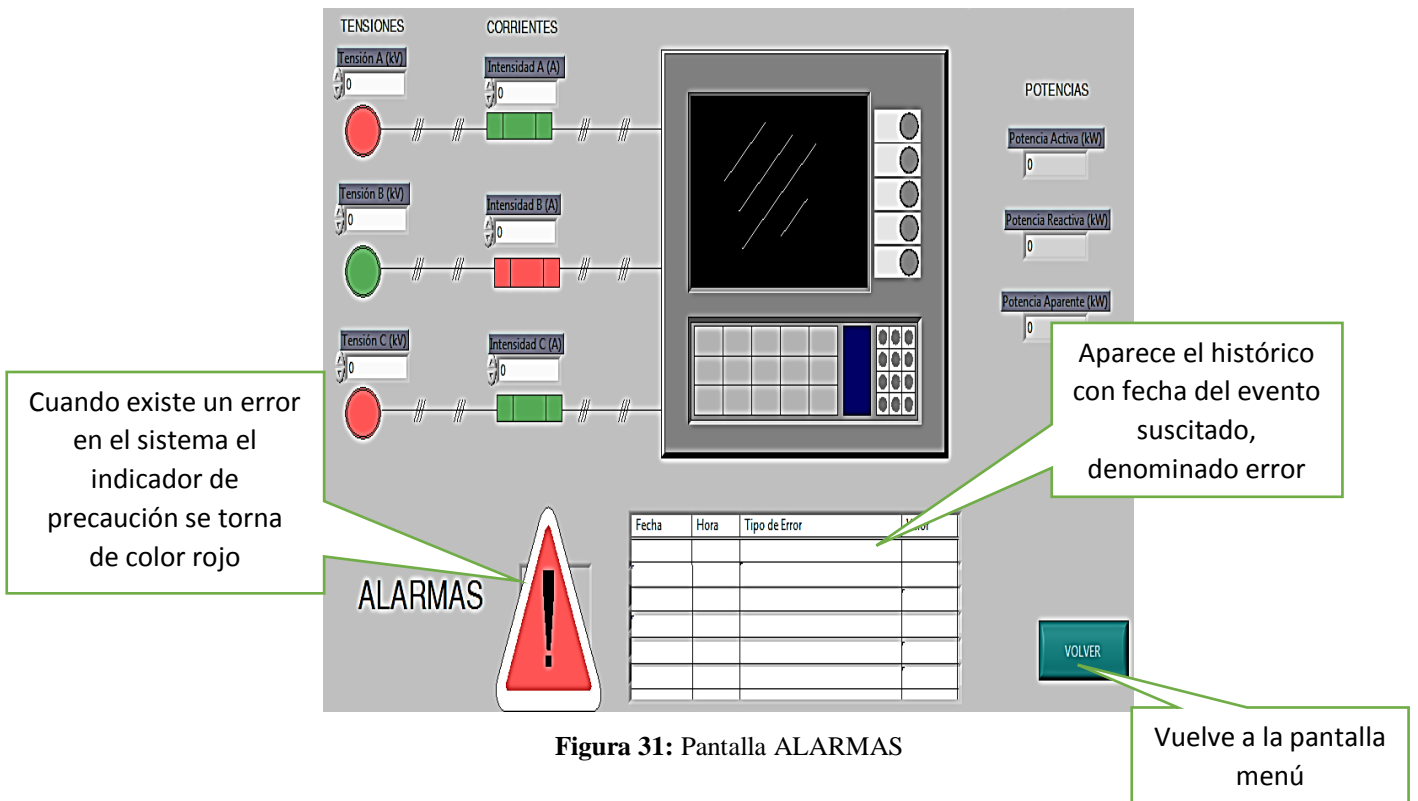 TENSIONES
CORRIENTES
Tensión A (kV)
0
Intensidad A (A)
0
POTENCIAS
Potencia Activa (kW)
0
Tensión B (kV)
0
Intensidad B (A)
0
Potencia Reactiva (kW)
0
Potencia Aparente (kW)
0
Tensión C (kV)
0
Intensidad C (A)
0
Cuando existe un error
en el sistema el
indicador de
precaución se torna
de color rojo
Aparece el histórico
con fecha del evento
suscitado,
denominado error
ALARMAS
!
Fecha Hora Tipo de Error
VOLVER
Vuelve a la pantalla
menú
Figura 31: Pantalla ALARMAS